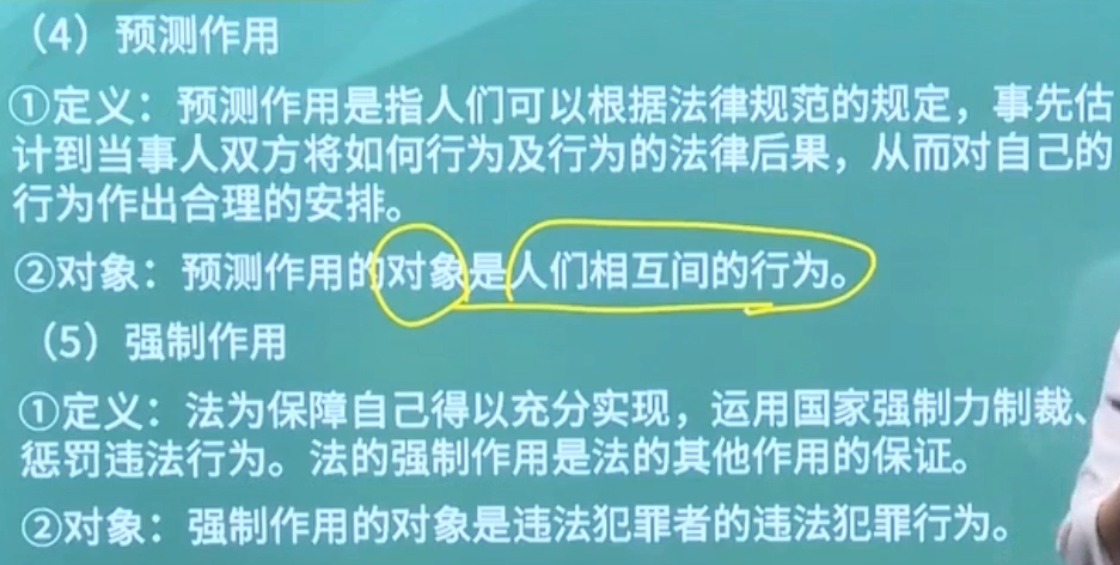 （4）预测作用
①定义：预测作用是指人们可以根据法律规范的规定，事先估
计到当事人双方将如何行为及行为的法律后果，从而对自己的
行为作出合理的安排。
②对象：预测作用的对象是人们相互间的行为。
（5）强制作用
①定义：法为保障自己得以充分实现，运用国家强制力制裁、
惩罚违法行为。法的强制作用是法的其他作用的保证。
②对象：强制作用的对象是违法犯罪者的违法犯罪行为。